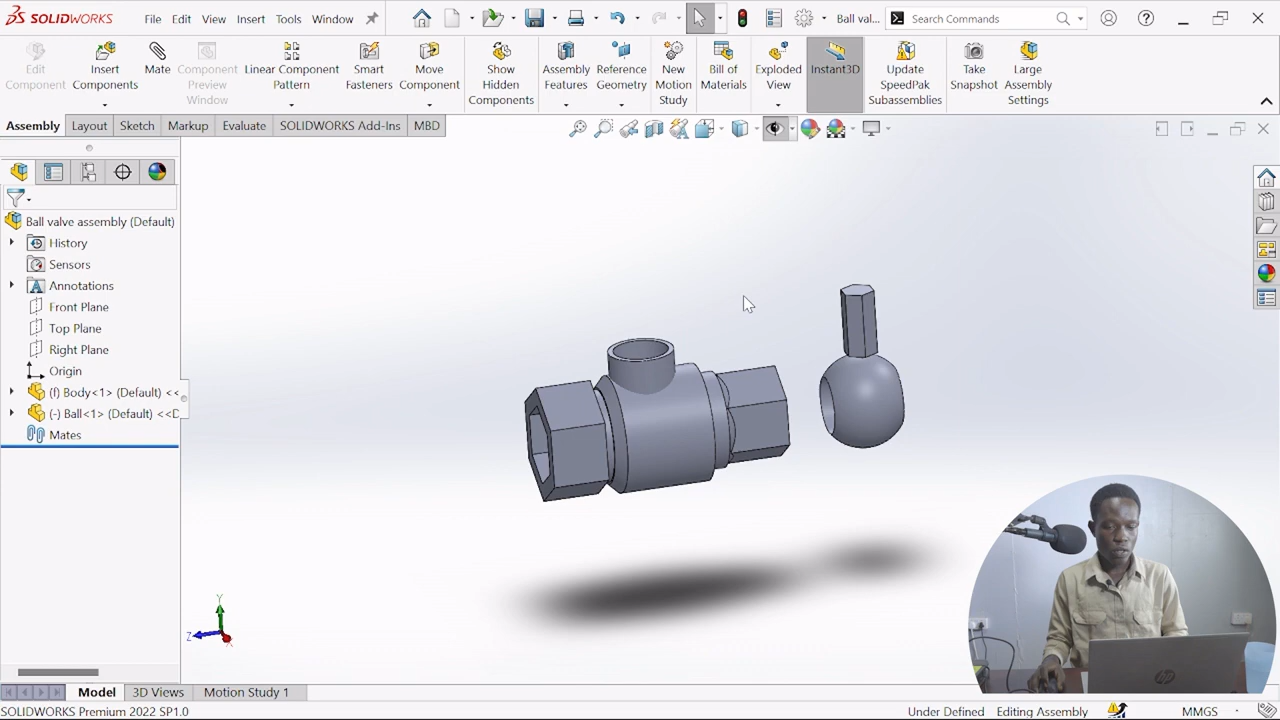 SOLIDWORKS File Edit View Insert Tools Window Ball val... Search Commands
Edit Component
Insert Components
Mate
Component Preview Window
Linear Component Pattern
Smart Fasteners
Move Component
Show Hidden Components
Assembly Features
Reference Geometry
New Motion Study
Bill of Materials
Exploded View
Instant3D
Update SpeedPak Subassemblies
Take Snapshot
Large Assembly Settings
Assembly Layout Sketch Markup Evaluate SOLIDWORKS Add-Ins MBD
Ball valve assembly (Default)
History
Sensors
Annotations
Front Plane
Top Plane
Right Plane
Origin
(f) Body<1> (Default) <<
(-) Ball<1> (Default) <<D
Mates
Y
Z
X
hp
Model 3D Views Motion Study 1
SOLIDWORKS Premium 2022 SP1.0 Under Defined Editing Assembly MMGS